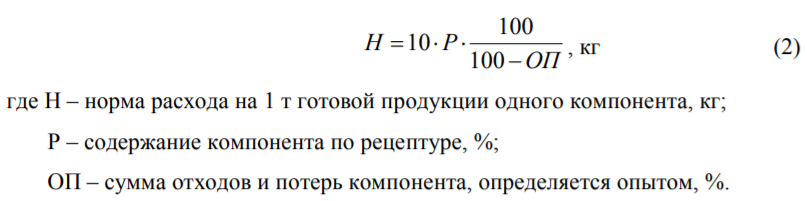 H = 10 · P · 100 / (100 − ОП) , кг (2)
где Н – норма расхода на 1 т готовой продукции одного компонента, кг;
Р – содержание компонента по рецептуре, %;
ОП – сумма отходов и потерь компонента, определяется опытом, %.